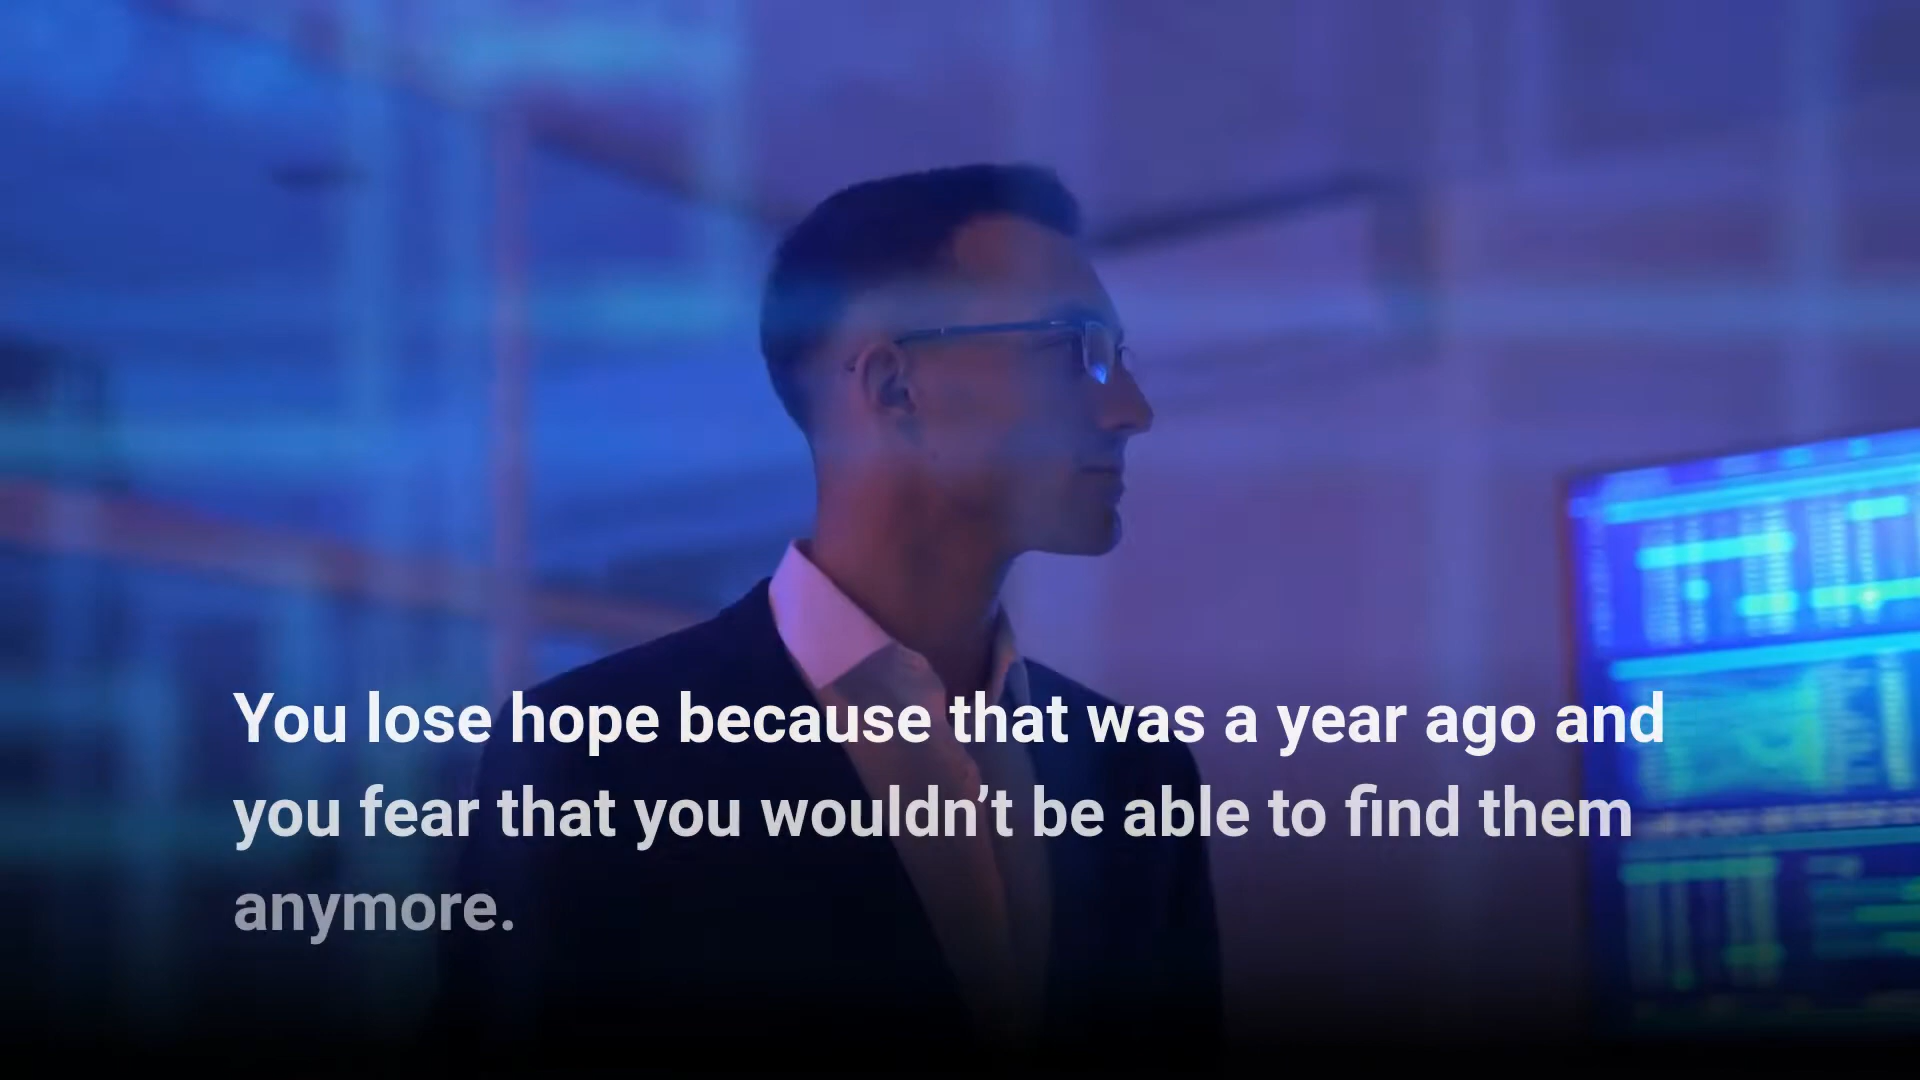 You lose hope because that was a year ago and
you fear that you wouldn’t be able to find them
anymore.